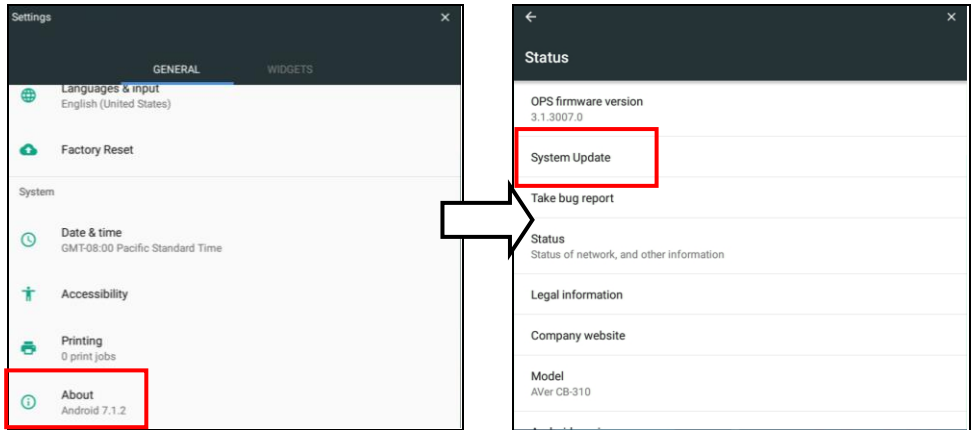 Settings
GENERAL
WIDGETS
Languages & input
English (United States)
Factory Reset
System
Date & time
GMT-08:00 Pacific Standard Time
Accessibility
Printing
0 print jobs
About
Android 7.1.2
Status
OPS firmware version
3.1.3007.0
System Update
Take bug report
Status
Status of network, and other information
Legal information
Company website
Model
AVer CB-310